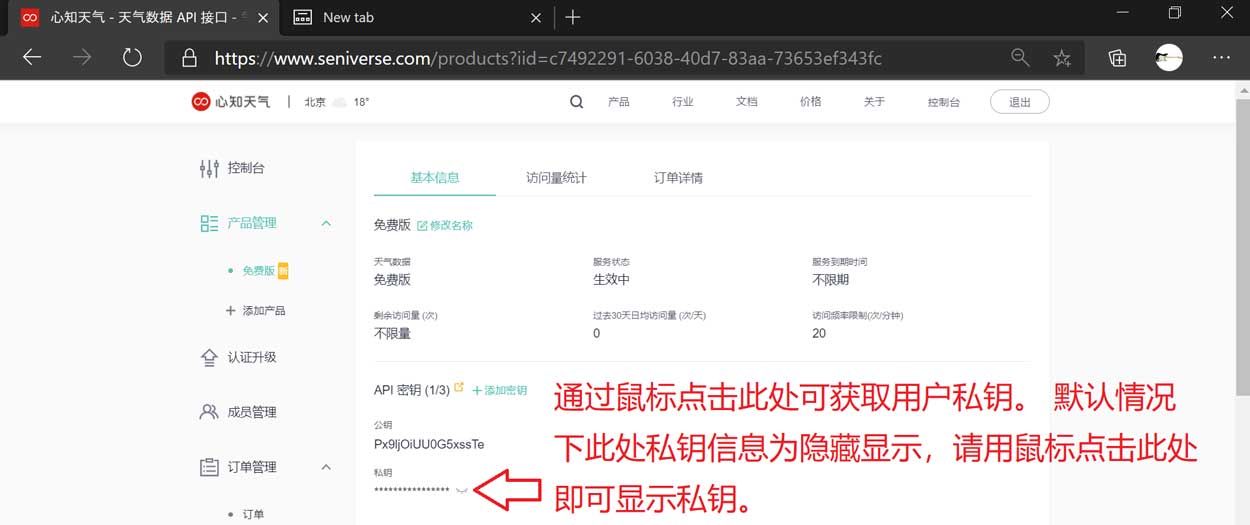 心知天气 - 天气数据 API 接口 -
New tab
https://www.seniverse.com/products?iid=c7492291-6038-40d7-83aa-73653ef343fc
心知天气 | 北京 18° 产品 行业 文档 价格 关于 控制台 退出
控制台
产品管理
免费版 新
添加产品
认证升级
成员管理
订单管理
订单
基本信息 访问量统计 订单详情
免费版 修改名称
天气数据 服务状态 服务到期时间
免费版 生效中 不限期
剩余访问量 (次) 过去30天日均访问量 (次/天) 访问频率限制(次/分钟)
不限量 0 20
API 密钥 (1/3) 添加密钥
公钥
Px9IjOiUU0G5xssTe
私钥
****************
通过鼠标点击此处可获取用户私钥。 默认情况
下此处私钥信息为隐藏显示，请用鼠标点击此处
即可显示私钥。